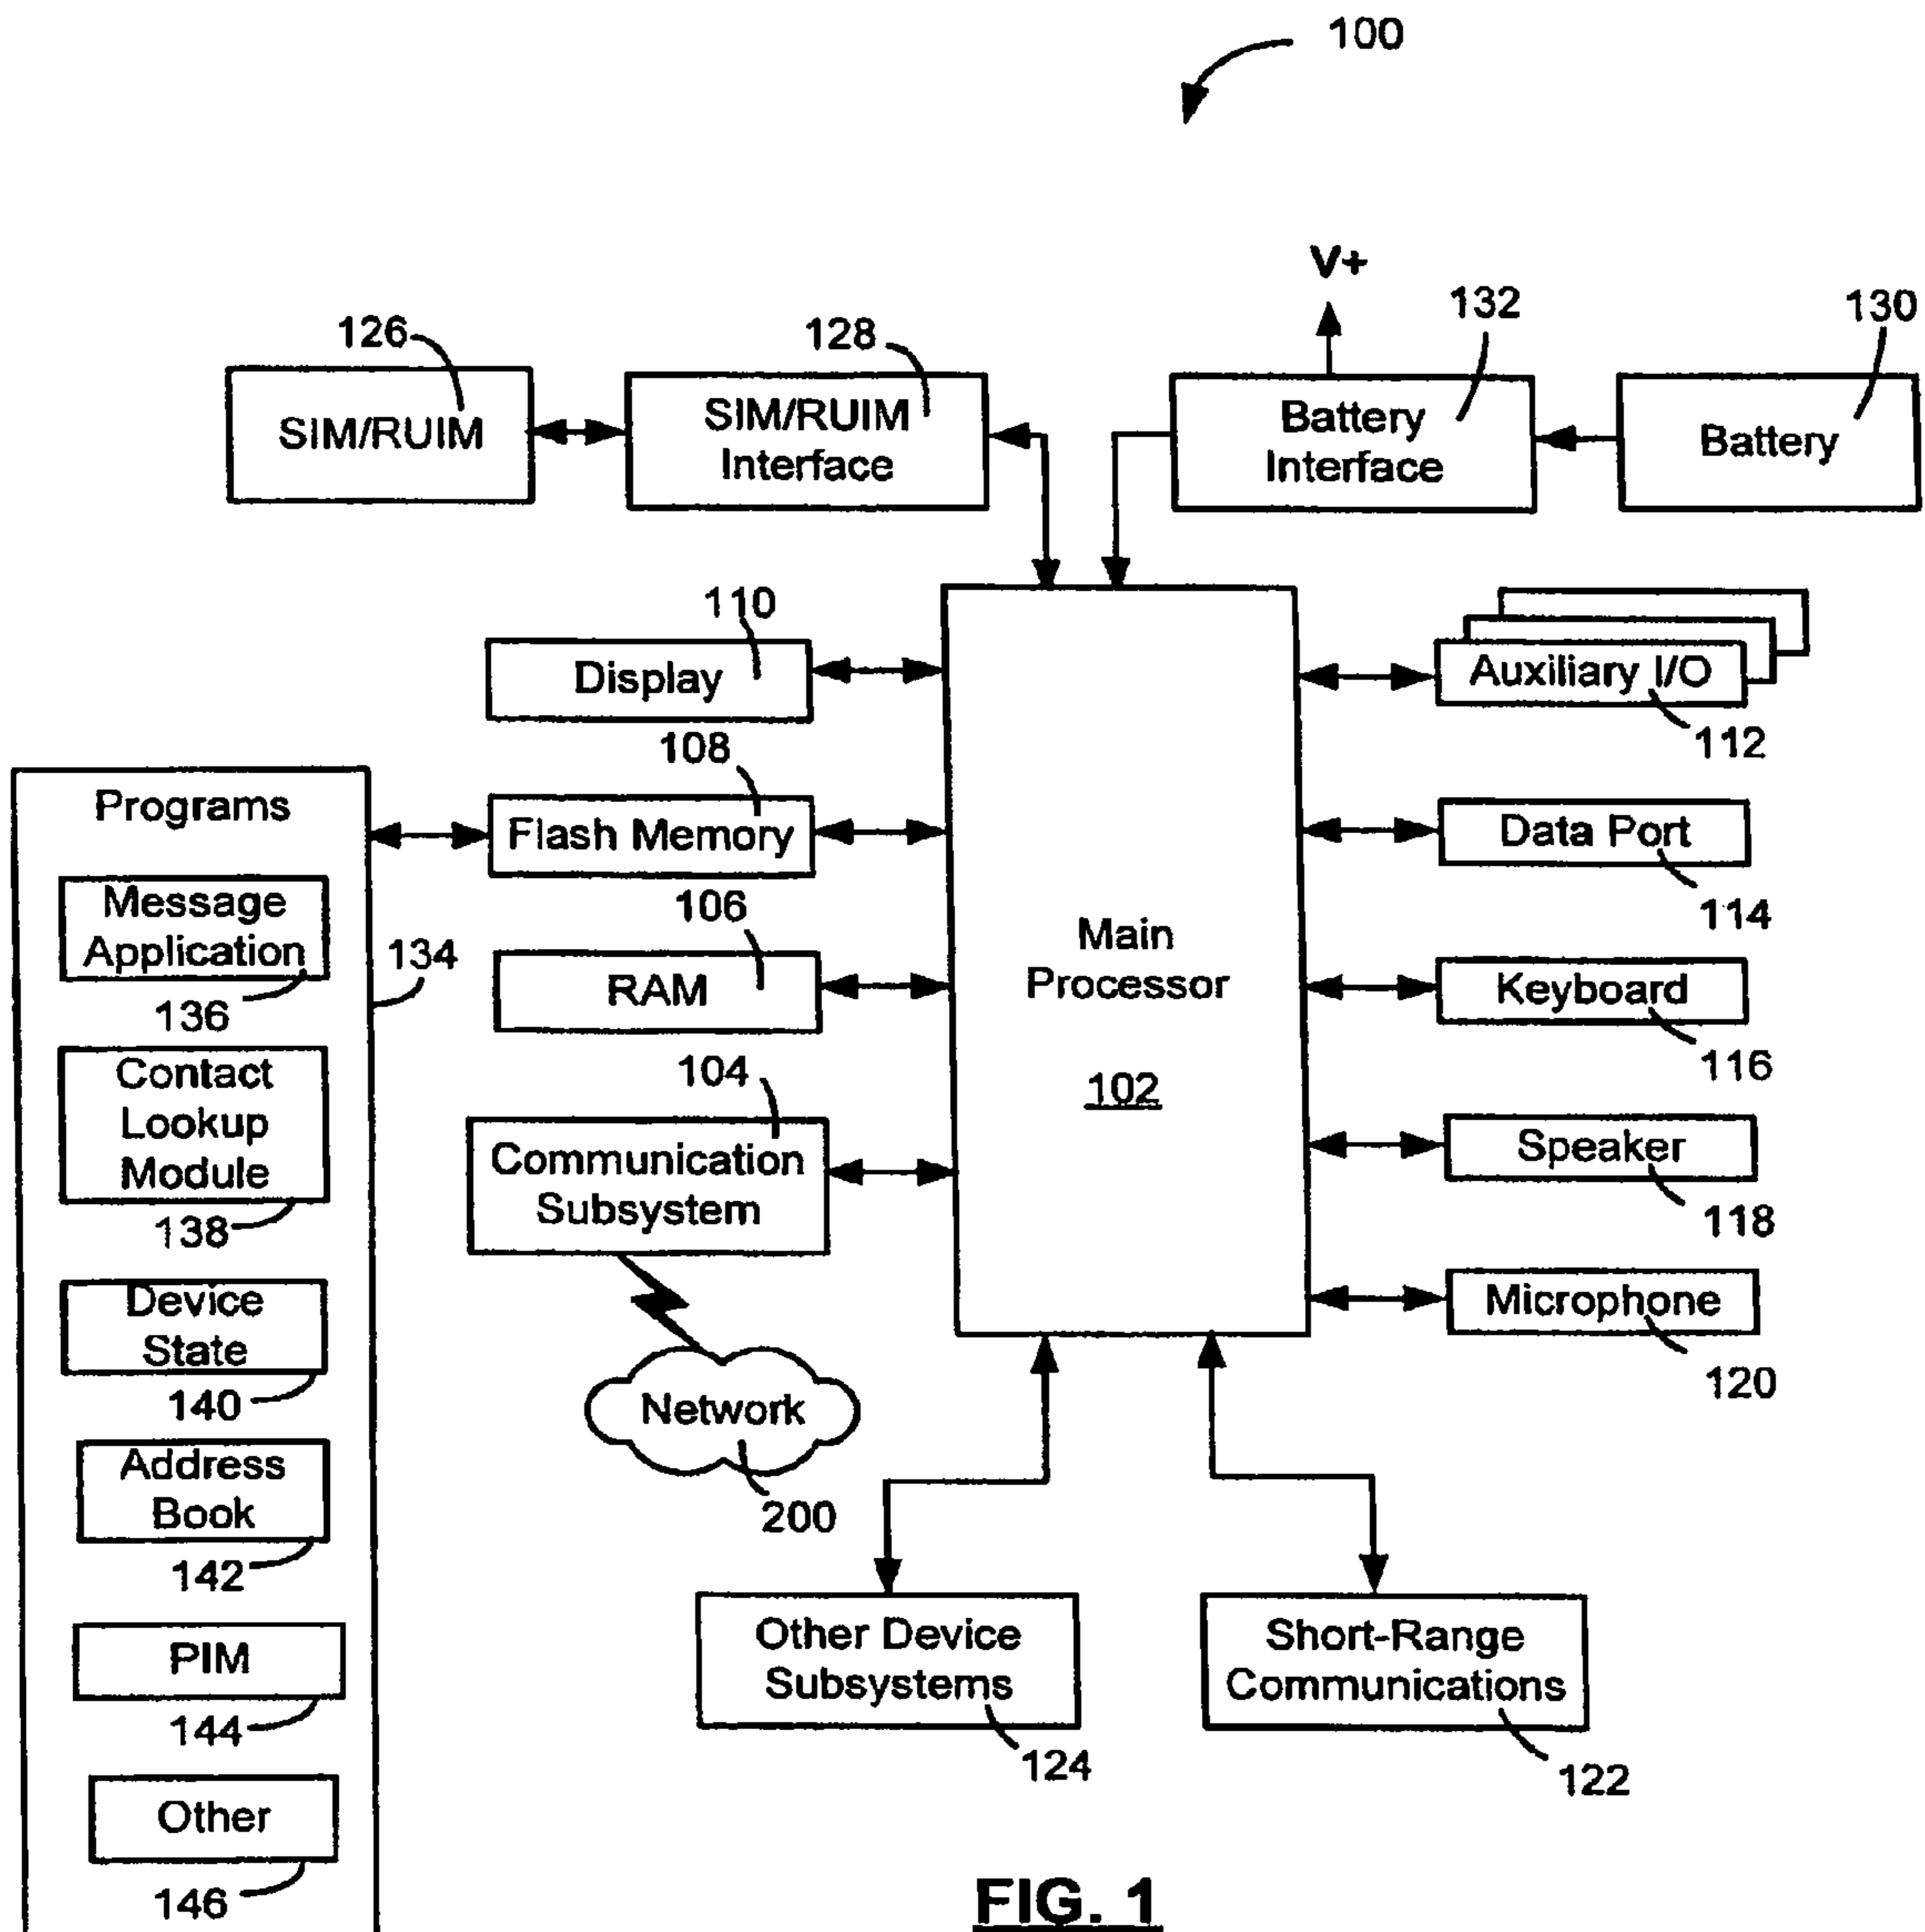 100
V+
132
130
126
128
SIM/RUIM
SIM/RUIM
Interface
Battery
Interface
Battery
110
Display
Auxiliary I/O
112
108
Programs
Flash Memory
Data Port
114
Message
Application
136
134
106
RAM
Main
Processor
102
Keyboard
116
Contact
Lookup
Module
138
104
Communication
Subsystem
Speaker
118
Device
State
140
Network
200
Microphone
120
Address
Book
142
PIM
144
Other Device
Subsystems
124
Short-Range
Communications
122
Other
146
FIG. 1